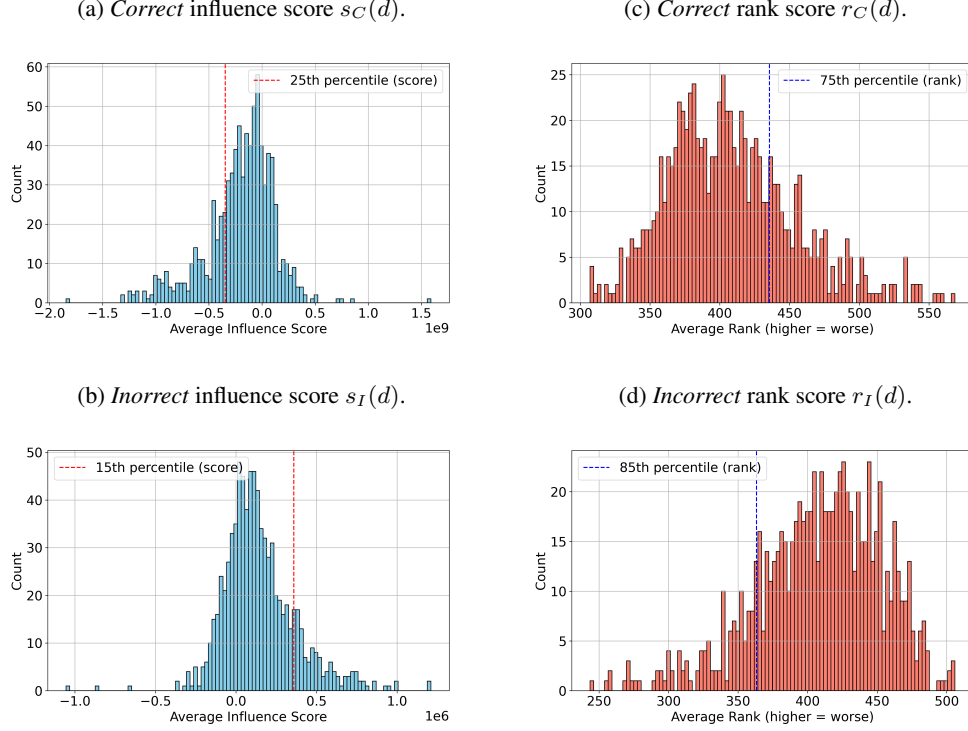 (a) Correct influence score s_C(d).
60
50
40
30
20
10
0
Count
25th percentile (score)
−2.0 −1.5 −1.0 −0.5 0.0 0.5 1.0 1.5
1e9
Average Influence Score
(c) Correct rank score r_C(d).
25
20
15
10
5
0
Count
75th percentile (rank)
300 350 400 450 500 550
Average Rank (higher = worse)
(b) Inorrect influence score s_I(d).
50
40
30
20
10
0
Count
15th percentile (score)
−1.0 −0.5 0.0 0.5 1.0
1e6
Average Influence Score
(d) Incorrect rank score r_I(d).
20
15
10
5
0
Count
85th percentile (rank)
250 300 350 400 450 500
Average Rank (higher = worse)